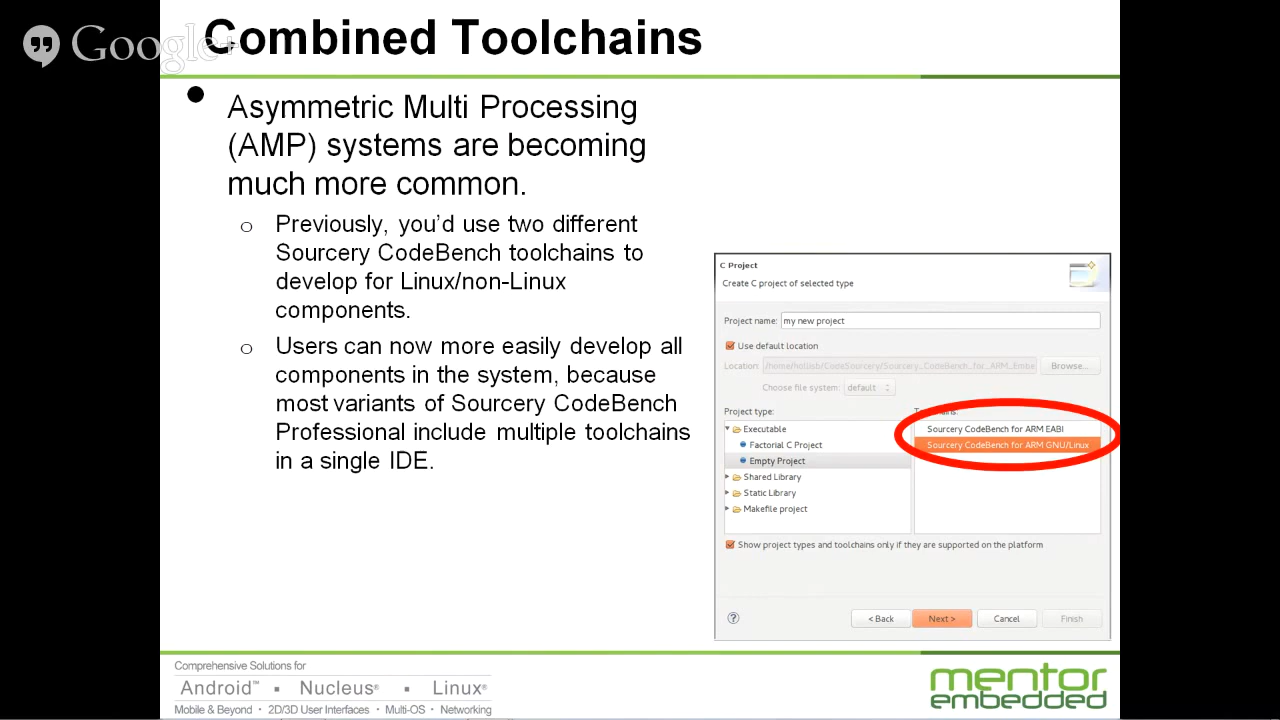 Google+
Combined Toolchains
Asymmetric Multi Processing
(AMP) systems are becoming
much more common.
o Previously, you’d use two different
Sourcery CodeBench toolchains to
develop for Linux/non-Linux
components.
o Users can now more easily develop all
components in the system, because
most variants of Sourcery CodeBench
Professional include multiple toolchains
in a single IDE.
C Project
Create C project of selected type
Project name: my new project
Use default location
Location: /home/hollisb/CodeSourcery/Sourcery_CodeBench_for_ARM_Embe Browse...
Choose file system: default
Project type:
Executable
Factorial C Project
Empty Project
Shared Library
Static Library
Makefile project
Sourcery CodeBench for ARM EABI
Sourcery CodeBench for ARM GNU/Linux
Show project types and toolchains only if they are supported on the platform
? < Back Next > Cancel Finish
Comprehensive Solutions for
Android™ ▪ Nucleus® ▪ Linux®
Mobile & Beyond • 2D/3D User Interfaces • Multi-OS • Networking
mentor
embedded